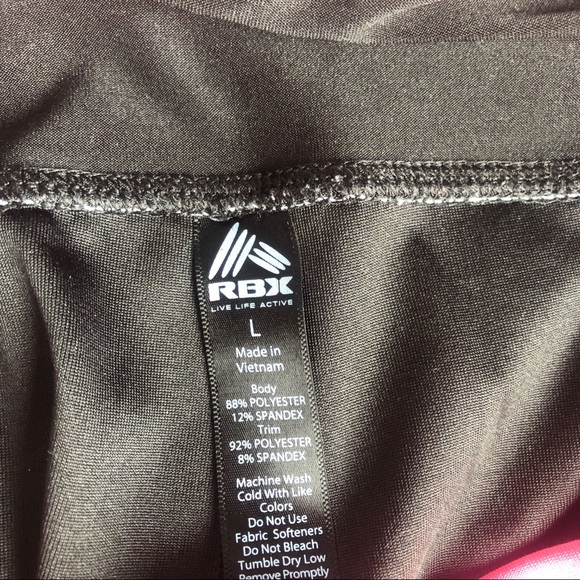 RBX
LIVE LIFE ACTIVE
L
Made in
Vietnam
Body
88% POLYESTER
12% SPANDEX
Trim
92% POLYESTER
8% SPANDEX
Machine Wash
Cold With Like
Colors
Do Not Use
Fabric Softeners
Do Not Bleach
Tumble Dry Low
Remove Promptly